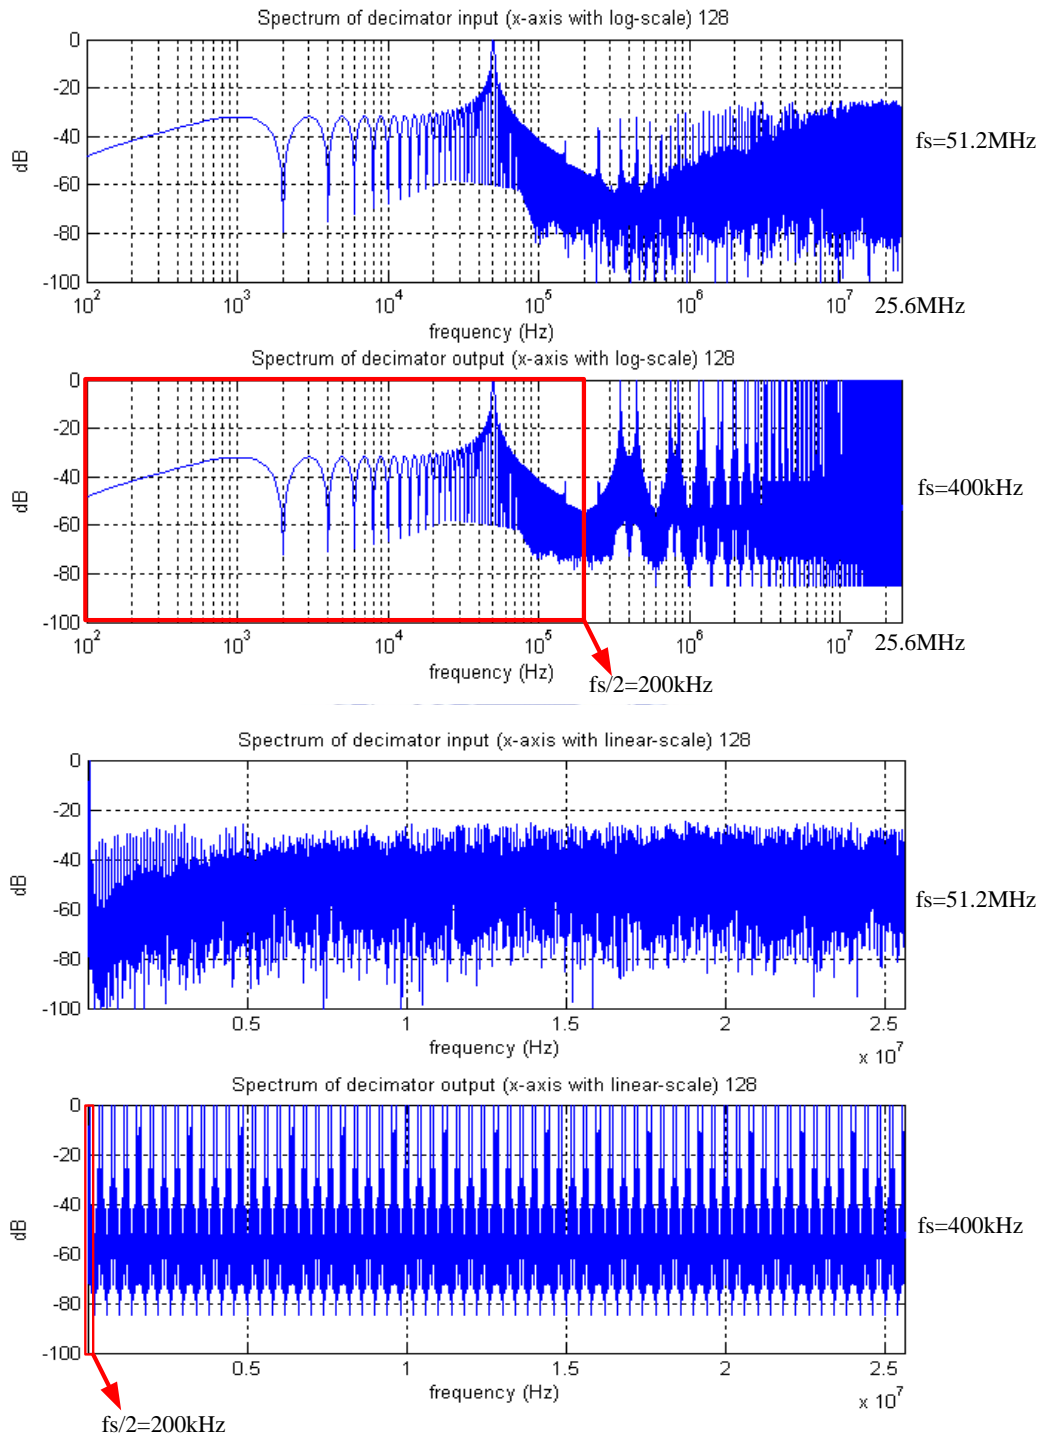 Spectrum of decimator input (x-axis with log-scale) 128
0
-20
-40
-60
-80
-100
dB
fs=51.2MHz
10^2 10^3 10^4 10^5 10^6 10^7 25.6MHz
frequency (Hz)
Spectrum of decimator output (x-axis with log-scale) 128
0
-20
-40
-60
-80
-100
dB
fs=400kHz
10^2 10^3 10^4 10^5 10^6 10^7 25.6MHz
frequency (Hz)
fs/2=200kHz
Spectrum of decimator input (x-axis with linear-scale) 128
0
-20
-40
-60
-80
-100
dB
fs=51.2MHz
0.5 1 1.5 2 2.5
frequency (Hz)
x 10^7
Spectrum of decimator output (x-axis with linear-scale) 128
0
-20
-40
-60
-80
-100
dB
fs=400kHz
0.5 1 1.5 2 2.5
frequency (Hz)
x 10^7
fs/2=200kHz